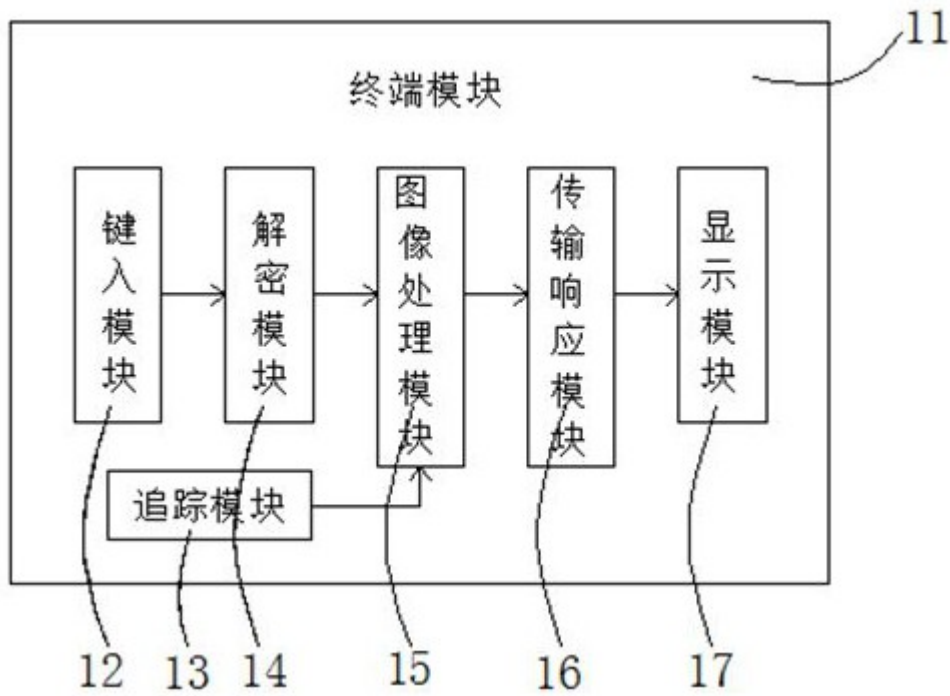 11
终端模块
键入模块
解密模块
图像处理模块
传输响应模块
显示模块
追踪模块
12
13
14
15
16
17